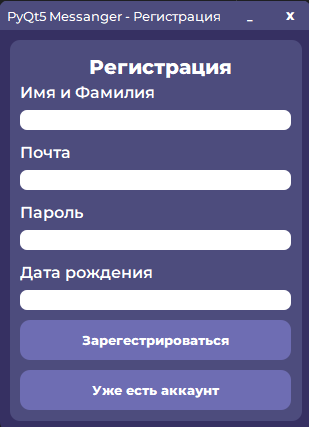 PyQt5 Messanger - Регистрация _ x
Регистрация
Имя и Фамилия
Почта
Пароль
Дата рождения
Зарегестрироваться
Уже есть аккаунт